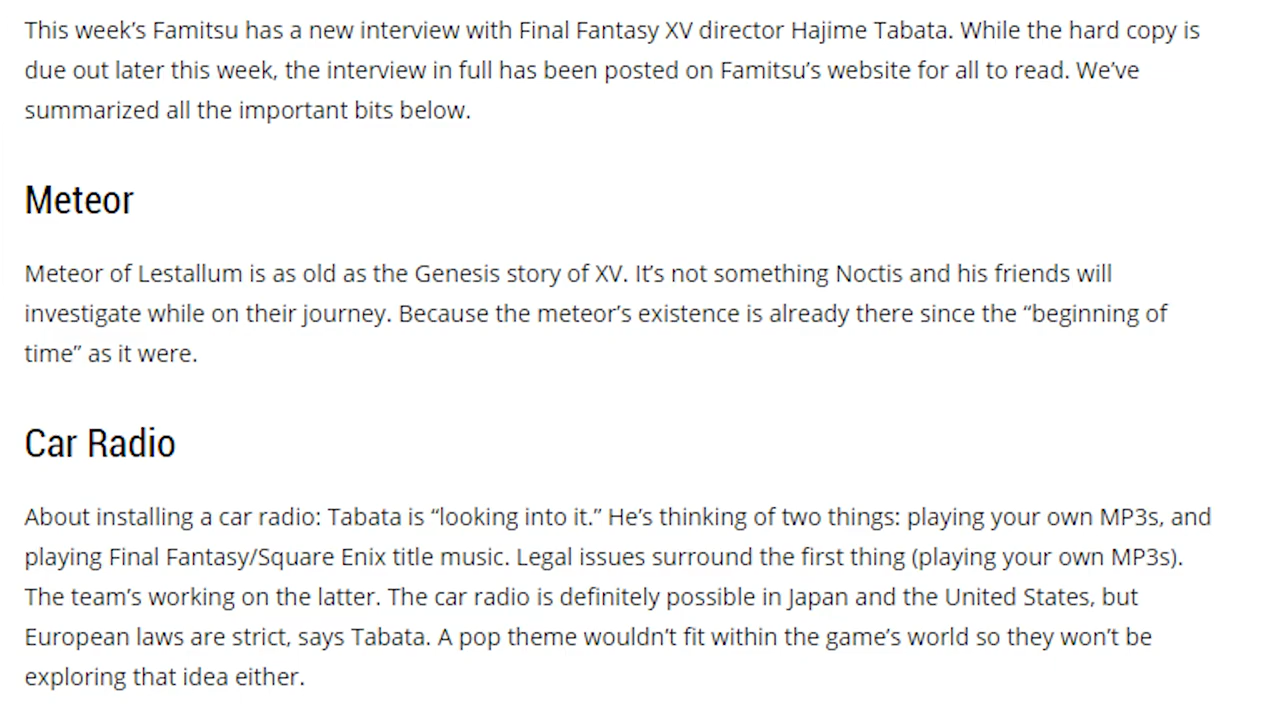 This week’s Famitsu has a new interview with Final Fantasy XV director Hajime Tabata. While the hard copy is
due out later this week, the interview in full has been posted on Famitsu’s website for all to read. We’ve
summarized all the important bits below.
Meteor
Meteor of Lestallum is as old as the Genesis story of XV. It’s not something Noctis and his friends will
investigate while on their journey. Because the meteor’s existence is already there since the “beginning of
time” as it were.
Car Radio
About installing a car radio: Tabata is “looking into it.” He’s thinking of two things: playing your own MP3s, and
playing Final Fantasy/Square Enix title music. Legal issues surround the first thing (playing your own MP3s).
The team’s working on the latter. The car radio is definitely possible in Japan and the United States, but
European laws are strict, says Tabata. A pop theme wouldn’t fit within the game’s world so they won’t be
exploring that idea either.